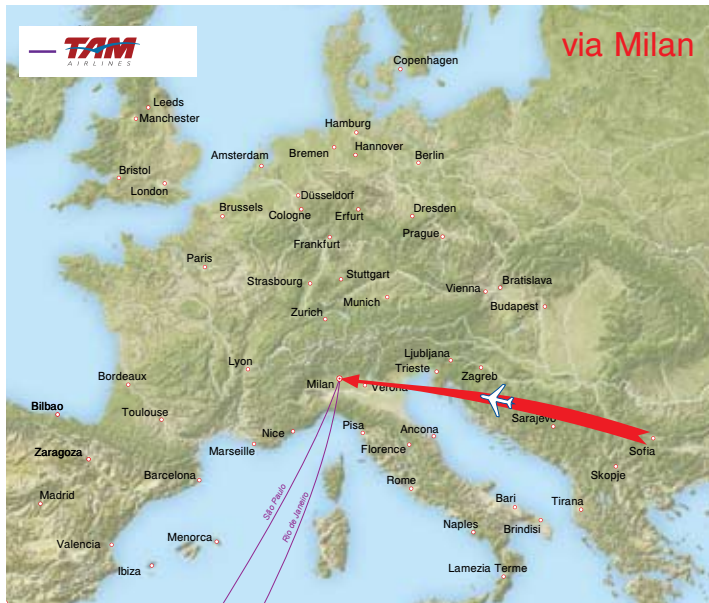 TAM
AIRLINES
via Milan
Copenhagen
Leeds
Manchester
Hamburg
Bremen
Hannover
Berlin
Amsterdam
Bristol
London
Düsseldorf
Brussels
Cologne
Erfurt
Dresden
Frankfurt
Prague
Paris
Strasbourg
Stuttgart
Munich
Vienna
Bratislava
Budapest
Zurich
Lyon
Ljubljana
Trieste
Zagreb
Milan
Verona
Bordeaux
Bilbao
Toulouse
Nice
Pisa
Ancona
Sarajevo
Sofia
Zaragoza
Marseille
Florence
Skopje
Barcelona
Rome
Madrid
São Paulo
Rio de Janeiro
Bari
Tirana
Brindisi
Naples
Valencia
Menorca
Ibiza
Lamezia Terme